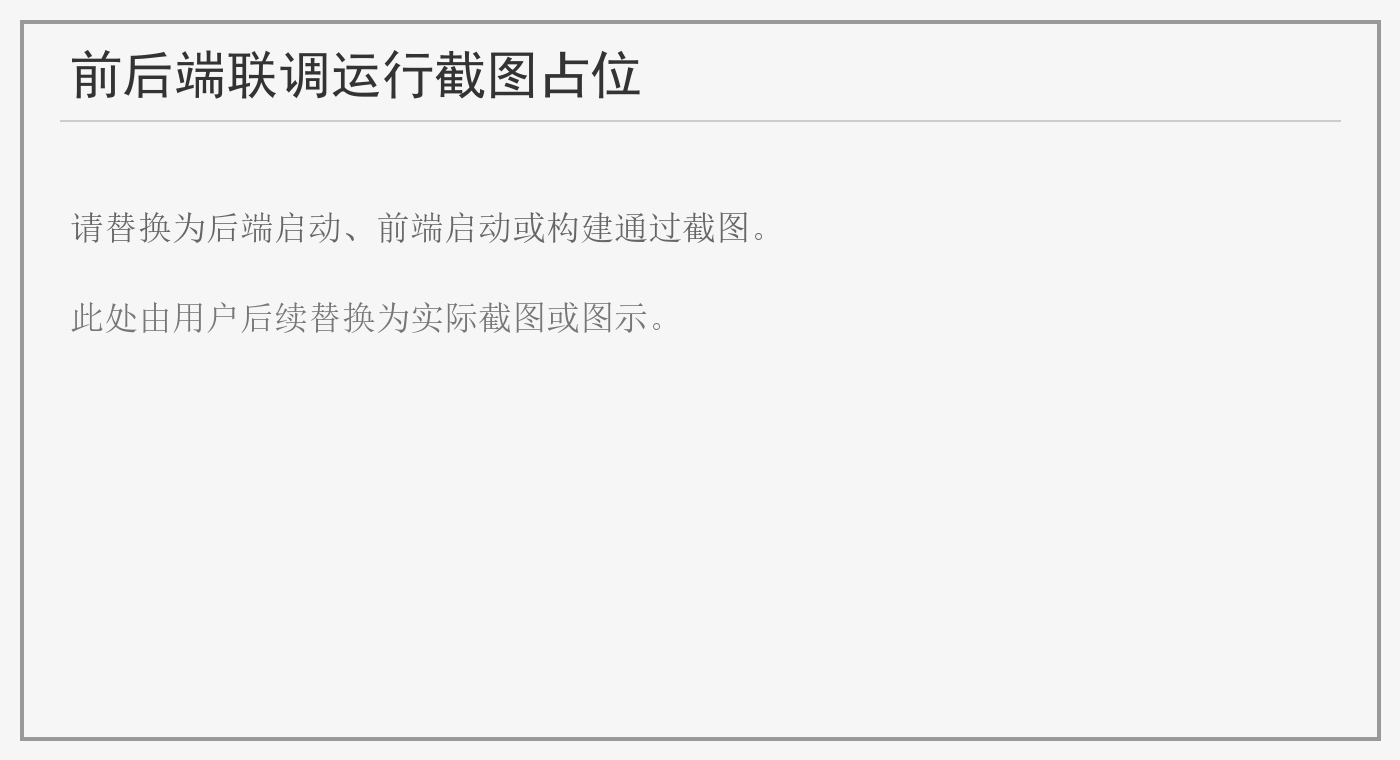 前后端联调运行截图占位
请替换为后端启动、前端启动或构建通过截图。
此处由用户后续替换为实际截图或图示。